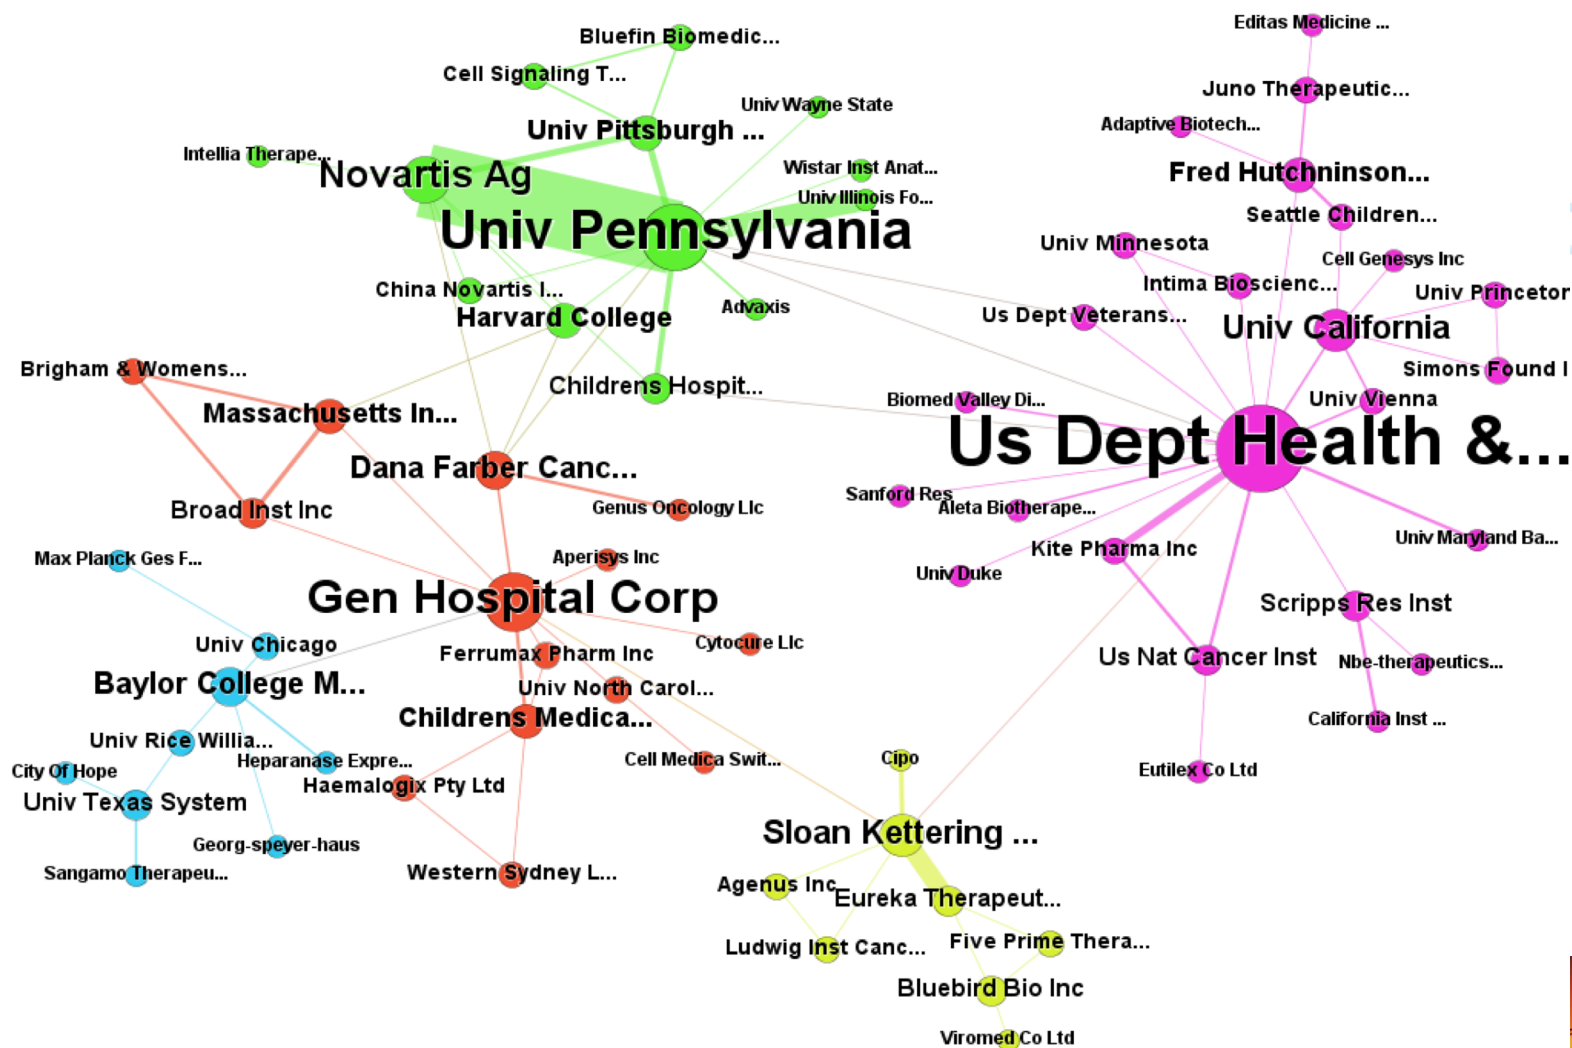 Editas Medicine ...
Bluefin Biomedic...
Cell Signaling T...
Juno Therapeutic...
Univ Wayne State
Adaptive Biotech...
Univ Pittsburgh ...
Intellia Therape...
Wistar Inst Anat...
Novartis Ag
Fred Hutchninson...
Univ Illinois Fo...
Seattle Children...
Univ Pennsylvania
Univ Minnesota
Cell Genesys Inc
Intima Bioscienc...
China Novartis I...
Univ Princeton
Advaxis
Us Dept Veterans...
Harvard College
Univ California
Brigham & Womens...
Simons Found I
Childrens Hospit...
Biomed Valley Di...
Univ Vienna
Massachusetts In...
Us Dept Health &...
Dana Farber Canc...
Sanford Res
Broad Inst Inc
Genus Oncology Llc
Aleta Biotherape...
Univ Maryland Ba...
Kite Pharma Inc
Max Planck Ges F...
Aperisys Inc
Univ Duke
Gen Hospital Corp
Scripps Res Inst
Univ Chicago
Cytocure Llc
Ferrumax Pharm Inc
Us Nat Cancer Inst
Nbe-therapeutics...
Baylor College M...
Univ North Carol...
Childrens Medica...
California Inst ...
Univ Rice Willia...
Heparanase Expre...
Cell Medica Swit...
Cipo
City Of Hope
Eutilex Co Ltd
Haemalogix Pty Ltd
Univ Texas System
Sloan Kettering ...
Georg-speyer-haus
Sangamo Therapeu...
Western Sydney L...
Agenus Inc
Eureka Therapeut...
Ludwig Inst Canc...
Five Prime Thera...
Bluebird Bio Inc
Viromed Co Ltd